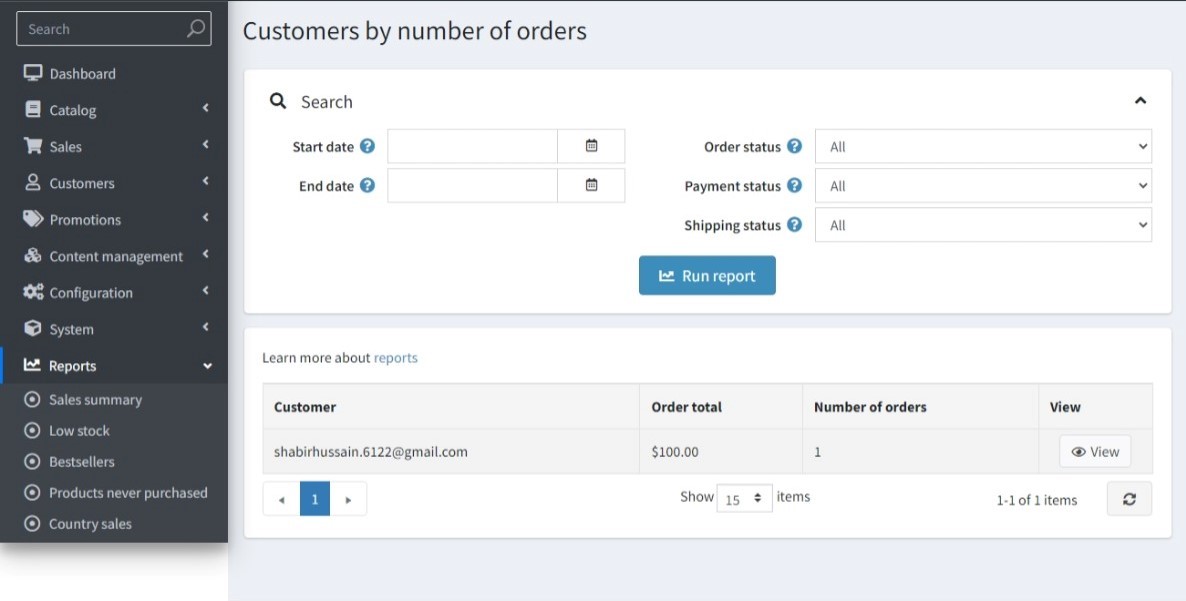 Search
Dashboard
Catalog
Sales
Customers
Promotions
Content management
Configuration
System
Reports
Sales summary
Low stock
Bestsellers
Products never purchased
Country sales
Customers by number of orders
Search
Start date
End date
Order status All
Payment status All
Shipping status All
Run report
Learn more about reports
Customer Order total Number of orders View
shabirhussain.6122@gmail.com $100.00 1 View
1 Show 15 items 1-1 of 1 items